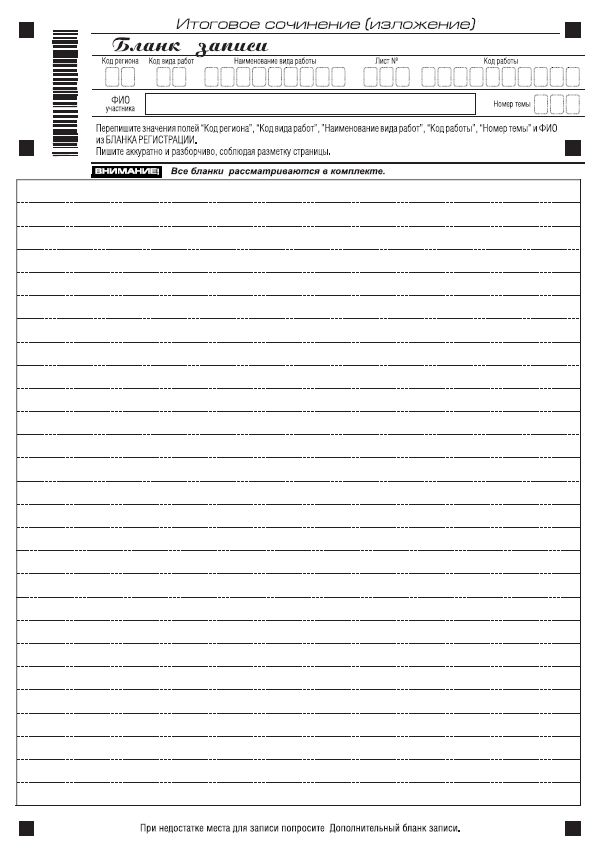 Итоговое сочинение (изложение)
Бланк записи
Код региона Код вида работ Наименование вида работы Лист № Код работы
ФИО участника Номер темы
Перепишите значения полей "Код региона", "Код вида работ", "Наименование вида работ", "Код работы", "Номер темы" и ФИО
из БЛАНКА РЕГИСТРАЦИИ.
Пишите аккуратно и разборчиво, соблюдая разметку страницы.
ВНИМАНИЕ! Все бланки рассматриваются в комплекте.
При недостатке места для записи попросите Дополнительный бланк записи.